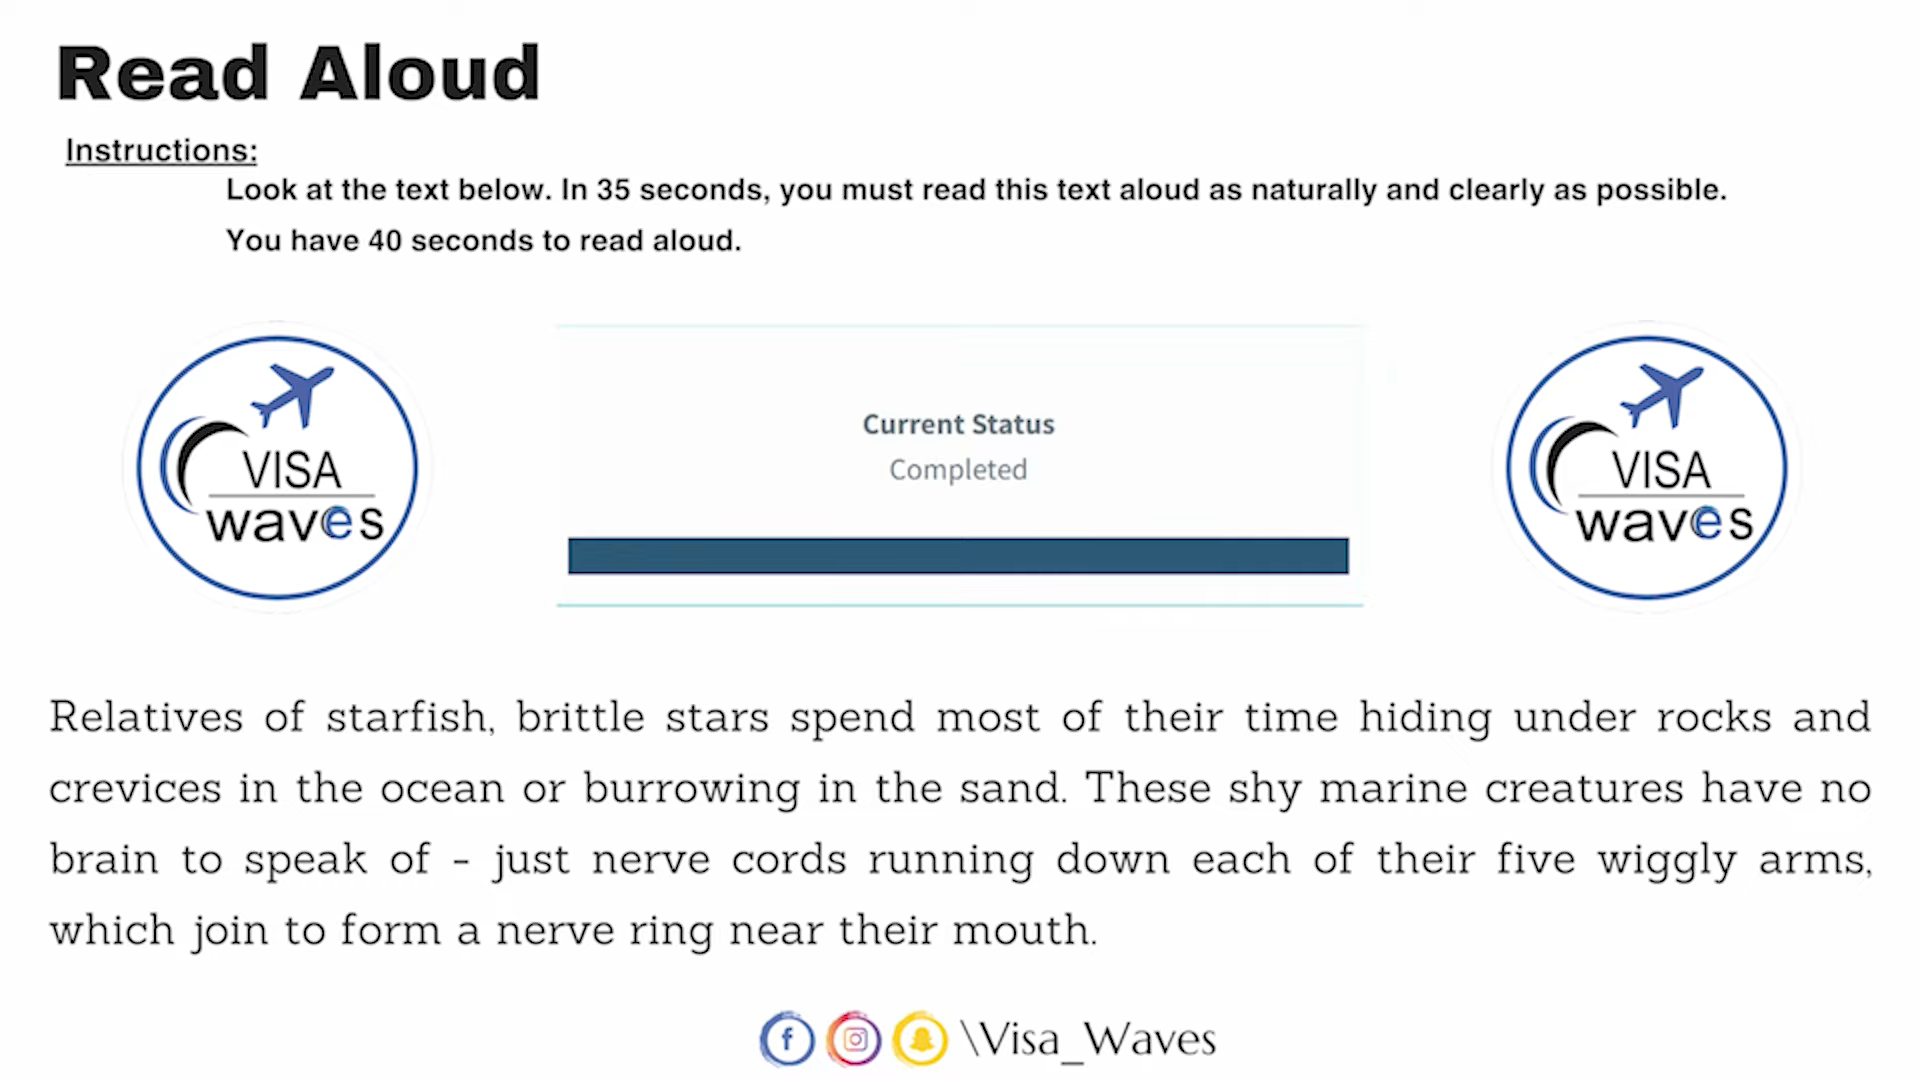 Read Aloud
Instructions:
Look at the text below. In 35 seconds, you must read this text aloud as naturally and clearly as possible.
You have 40 seconds to read aloud.
VISA
waves
Current Status
Completed
VISA
waves
Relatives of starfish, brittle stars spend most of their time hiding under rocks and
crevices in the ocean or burrowing in the sand. These shy marine creatures have no
brain to speak of - just nerve cords running down each of their five wiggly arms,
which join to form a nerve ring near their mouth.
\Visa_Waves